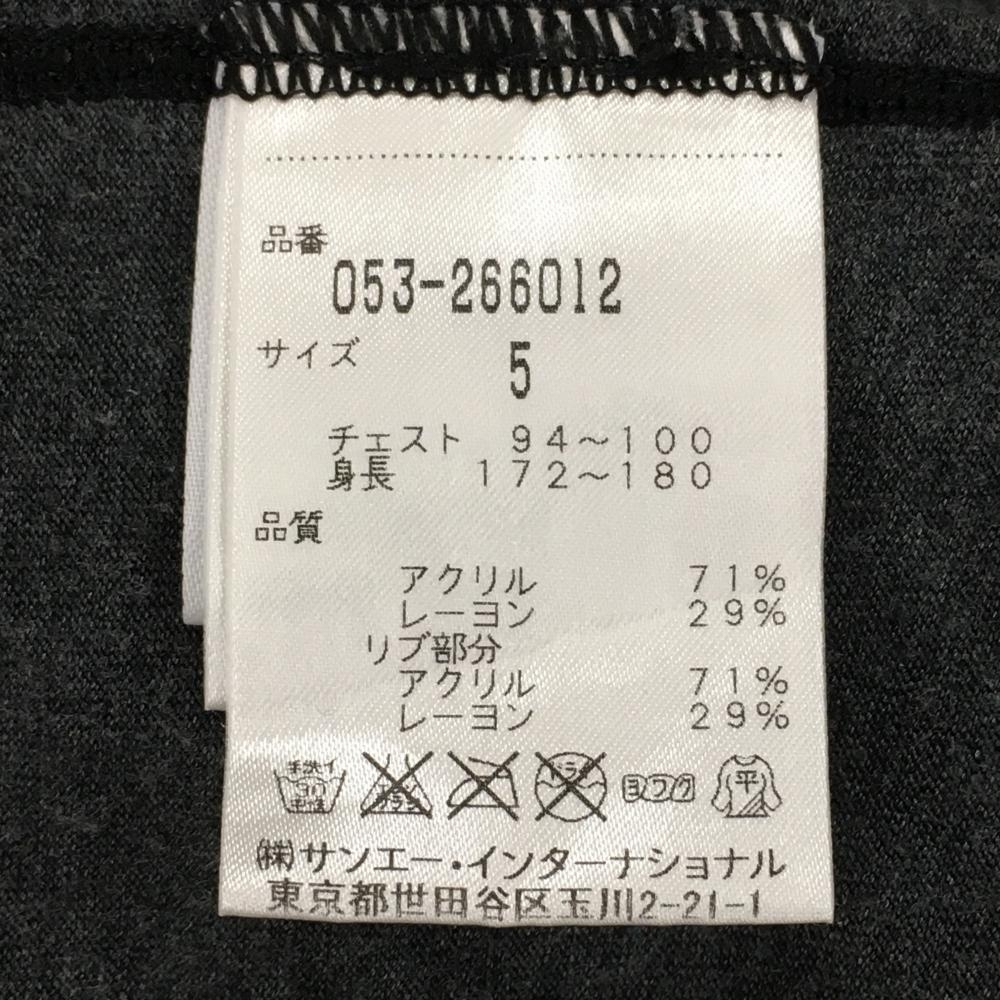 品番
053-266012
サイズ 5
チェスト 94~100
身長 172~180
品質
アクリル 71%
レーヨン 29%
リブ部分
アクリル 71%
レーヨン 29%
手洗イ 30 中性 ヨワク 平
(株)サンエー・インターナショナル
東京都世田谷区玉川2-21-1